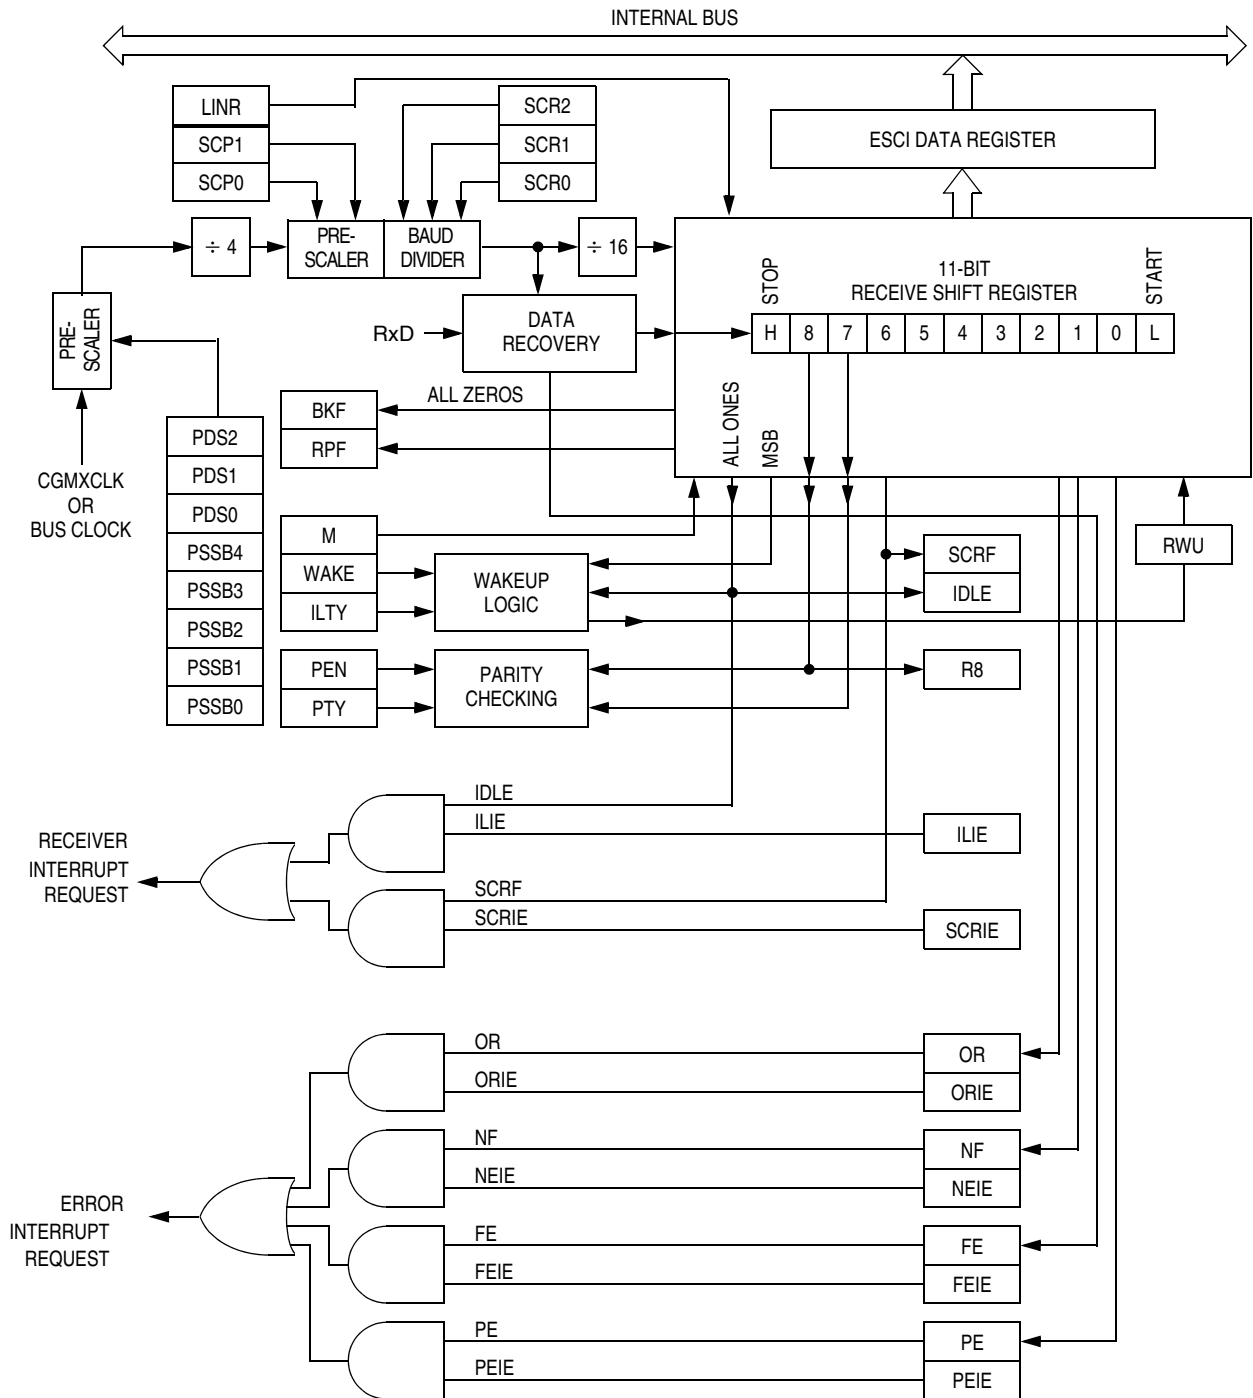 INTERNAL BUS
LINR
SCP1
SCP0
SCR2
SCR1
SCR0
ESCI DATA REGISTER
÷ 4
PRE-
SCALER
BAUD
DIVIDER
÷ 16
PRE-
SCALER
RxD
DATA
RECOVERY
STOP
11-BIT
RECEIVE SHIFT REGISTER
START
H 8 7 6 5 4 3 2 1 0 L
ALL ZEROS
BKF
RPF
ALL ONES
MSB
CGMXCLK
OR
BUS CLOCK
PDS2
PDS1
PDS0
PSSB4
PSSB3
PSSB2
PSSB1
PSSB0
M
WAKE
ILTY
WAKEUP
LOGIC
SCRF
IDLE
RWU
PEN
PTY
PARITY
CHECKING
R8
RECEIVER
INTERRUPT
REQUEST
IDLE
ILIE
ILIE
SCRF
SCRIE
SCRIE
ERROR
INTERRUPT
REQUEST
OR
ORIE
OR
ORIE
NF
NEIE
NF
NEIE
FE
FEIE
FE
FEIE
PE
PEIE
PE
PEIE